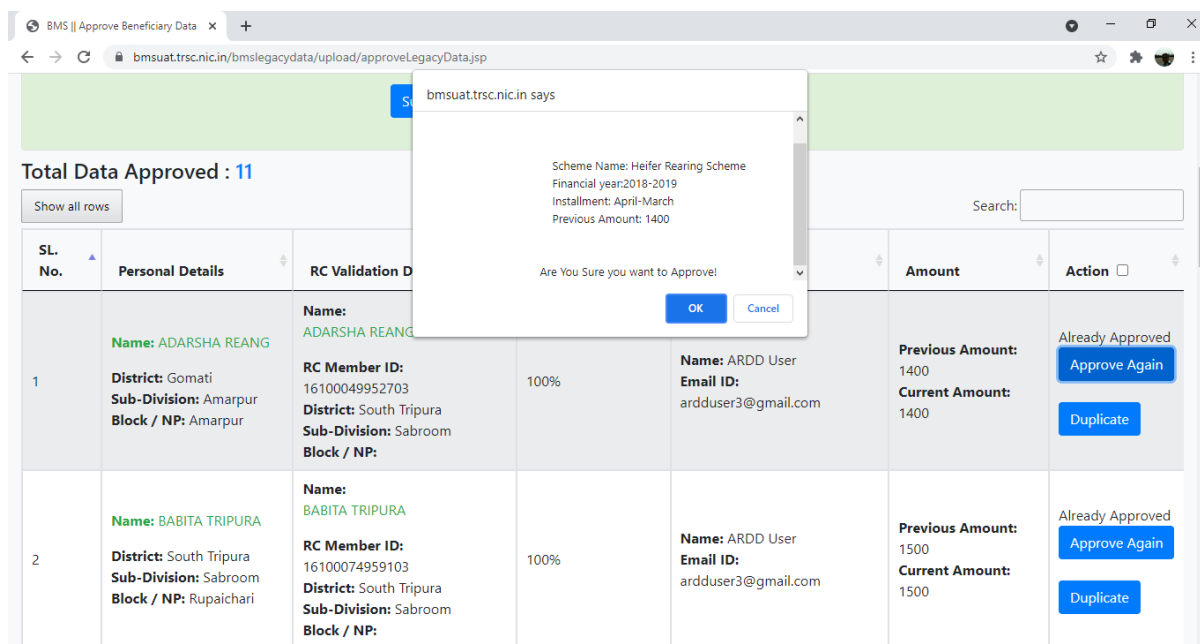 BMS || Approve Beneficiary Data
bmsuat.trsc.nic.in/bmslegacydata/upload/approveLegacyData.jsp
bmsuat.trsc.nic.in says
Scheme Name: Heifer Rearing Scheme
Financial year:2018-2019
Installment: April-March
Previous Amount: 1400
Are You Sure you want to Approve!
OK Cancel
Total Data Approved : 11
Show all rows
Search:
SL. No. Personal Details RC Validation D Amount Action
1
Name: ADARSHA REANG
District: Gomati
Sub-Division: Amarpur
Block / NP: Amarpur
Name:
ADARSHA REANG
RC Member ID:
16100049952703
District: South Tripura
Sub-Division: Sabroom
Block / NP:
100%
Name: ARDD User
Email ID:
ardduser3@gmail.com
Previous Amount:
1400
Current Amount:
1400
Already Approved
Approve Again
Duplicate
2
Name: BABITA TRIPURA
District: South Tripura
Sub-Division: Sabroom
Block / NP: Rupaichari
Name:
BABITA TRIPURA
RC Member ID:
16100074959103
District: South Tripura
Sub-Division: Sabroom
Block / NP:
100%
Name: ARDD User
Email ID:
ardduser3@gmail.com
Previous Amount:
1500
Current Amount:
1500
Already Approved
Approve Again
Duplicate